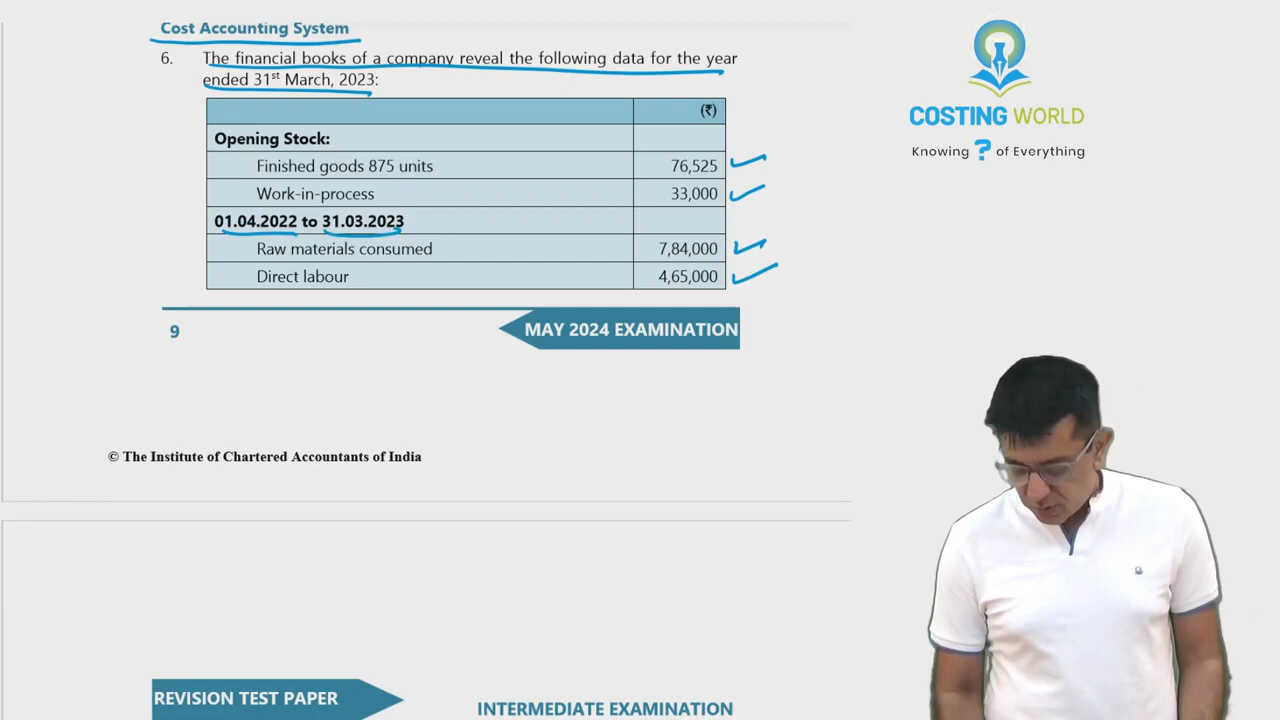 Cost Accounting System
6. The financial books of a company reveal the following data for the year
ended 31st March, 2023:
(₹)
Opening Stock:
Finished goods 875 units 76,525
Work-in-process 33,000
01.04.2022 to 31.03.2023
Raw materials consumed 7,84,000
Direct labour 4,65,000
9 MAY 2024 EXAMINATION
© The Institute of Chartered Accountants of India
REVISION TEST PAPER
INTERMEDIATE EXAMINATION
COSTING WORLD
Knowing ? of Everything